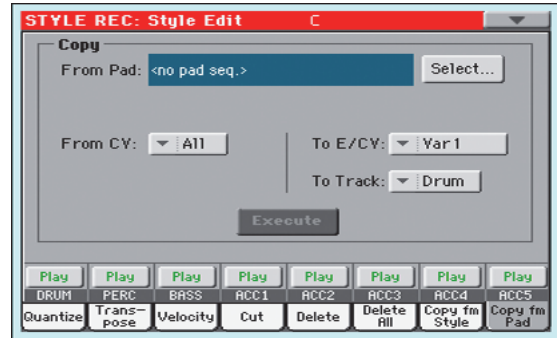 STYLE REC: Style Edit C
Copy
From Pad: <no pad seq.> Select...
From CV: All To E/CV: Var1
To Track: Drum
Execute
Play Play Play Play Play Play Play Play
DRUM PERC BASS ACC1 ACC2 ACC3 ACC4 ACC5
Quantize Trans- pose Velocity Cut Delete Delete All Copy fm Style Copy fm Pad